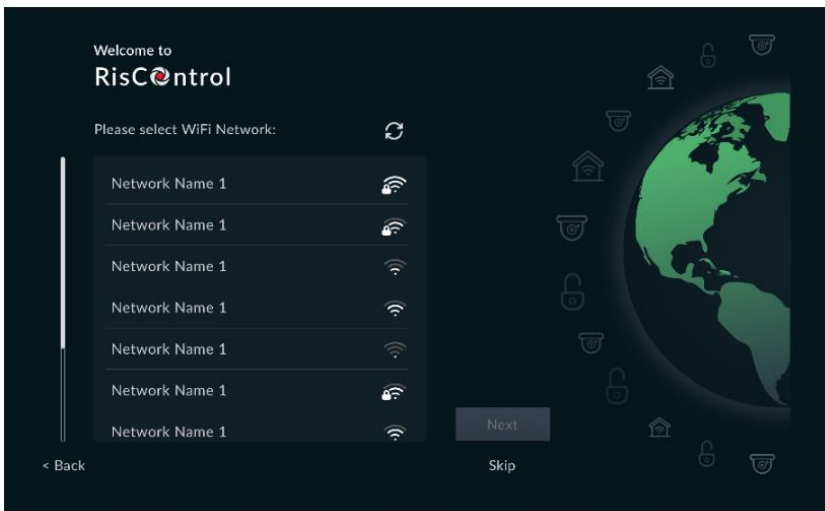 Welcome to
RisControl
Please select WiFi Network:
Network Name 1
Network Name 1
Network Name 1
Network Name 1
Network Name 1
Network Name 1
Network Name 1
Next
< Back
Skip